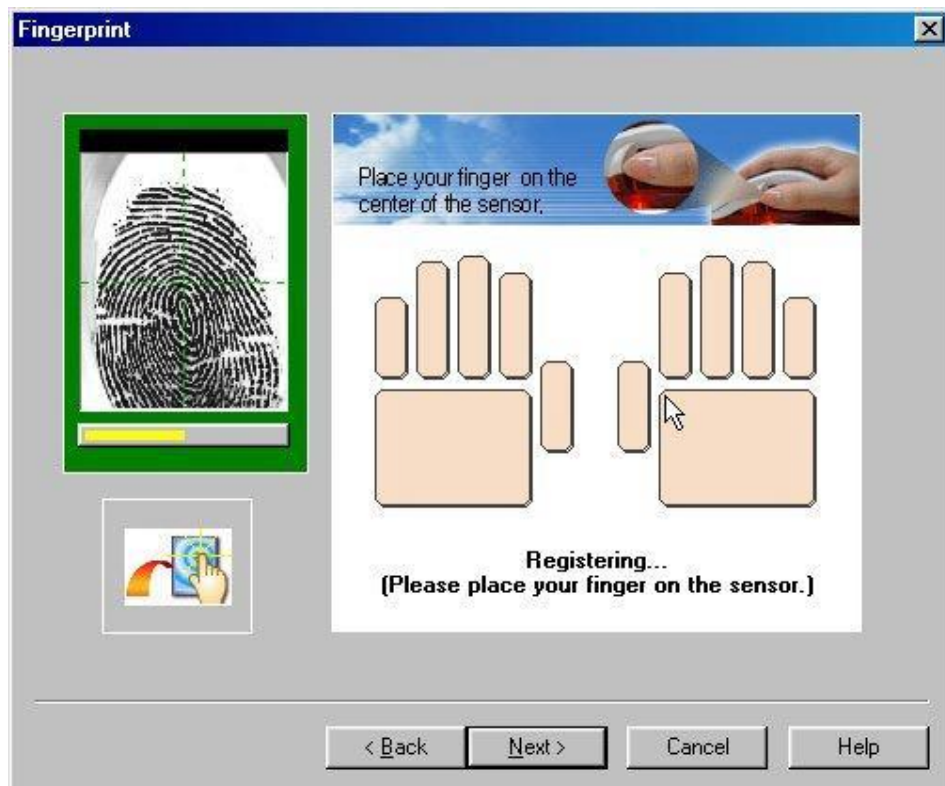 Fingerprint
Place your finger on the
center of the sensor.
Registering...
(Please place your finger on the sensor.)
< Back
Next >
Cancel
Help